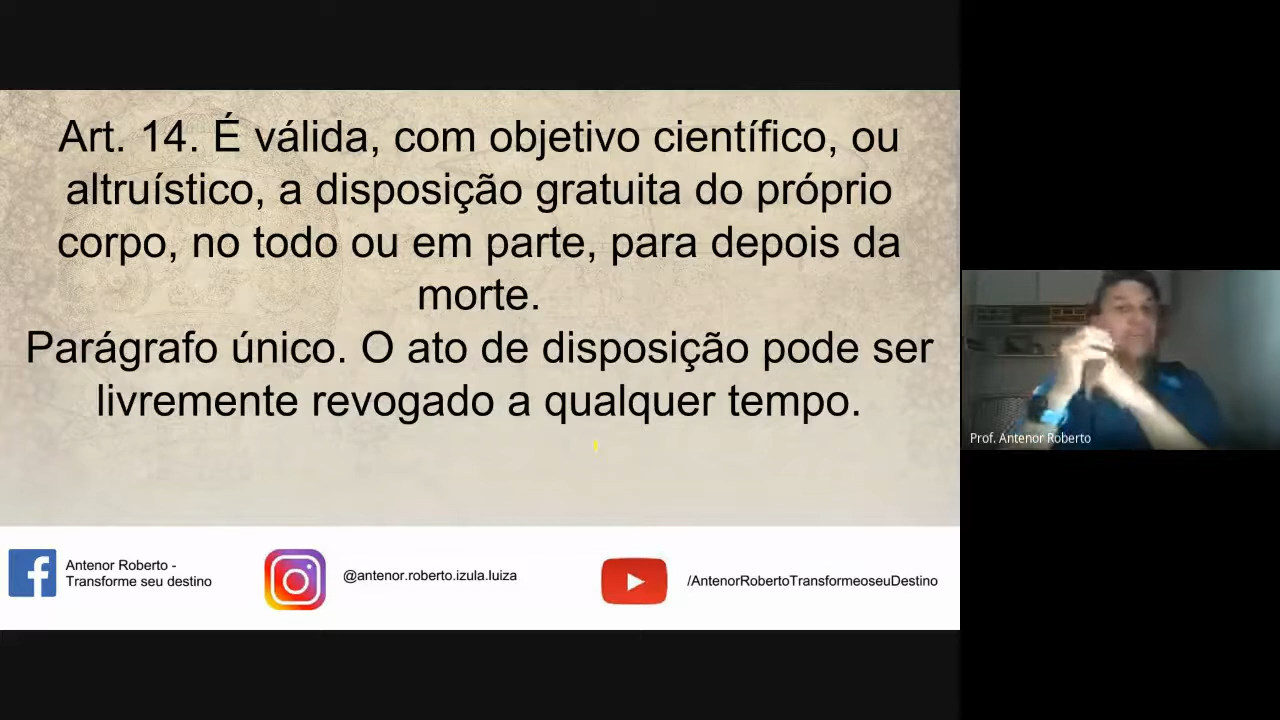 Art. 14. É válida, com objetivo científico, ou
altruístico, a disposição gratuita do próprio
corpo, no todo ou em parte, para depois da
morte.
Parágrafo único. O ato de disposição pode ser
livremente revogado a qualquer tempo.
Prof. Antenor Roberto
Antenor Roberto -
Transforme seu destino
@antenor.roberto.izula.luiza
/AntenorRobertoTransformeoseuDestino